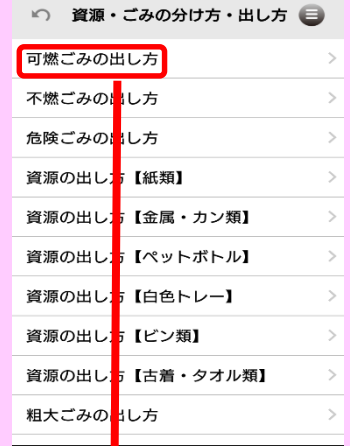 資源・ごみの分け方・出し方
可燃ごみの出し方
不燃ごみの出し方
危険ごみの出し方
資源の出し方【紙類】
資源の出し方【金属・カン類】
資源の出し方【ペットボトル】
資源の出し方【白色トレー】
資源の出し方【ビン類】
資源の出し方【古着・タオル類】
粗大ごみの出し方